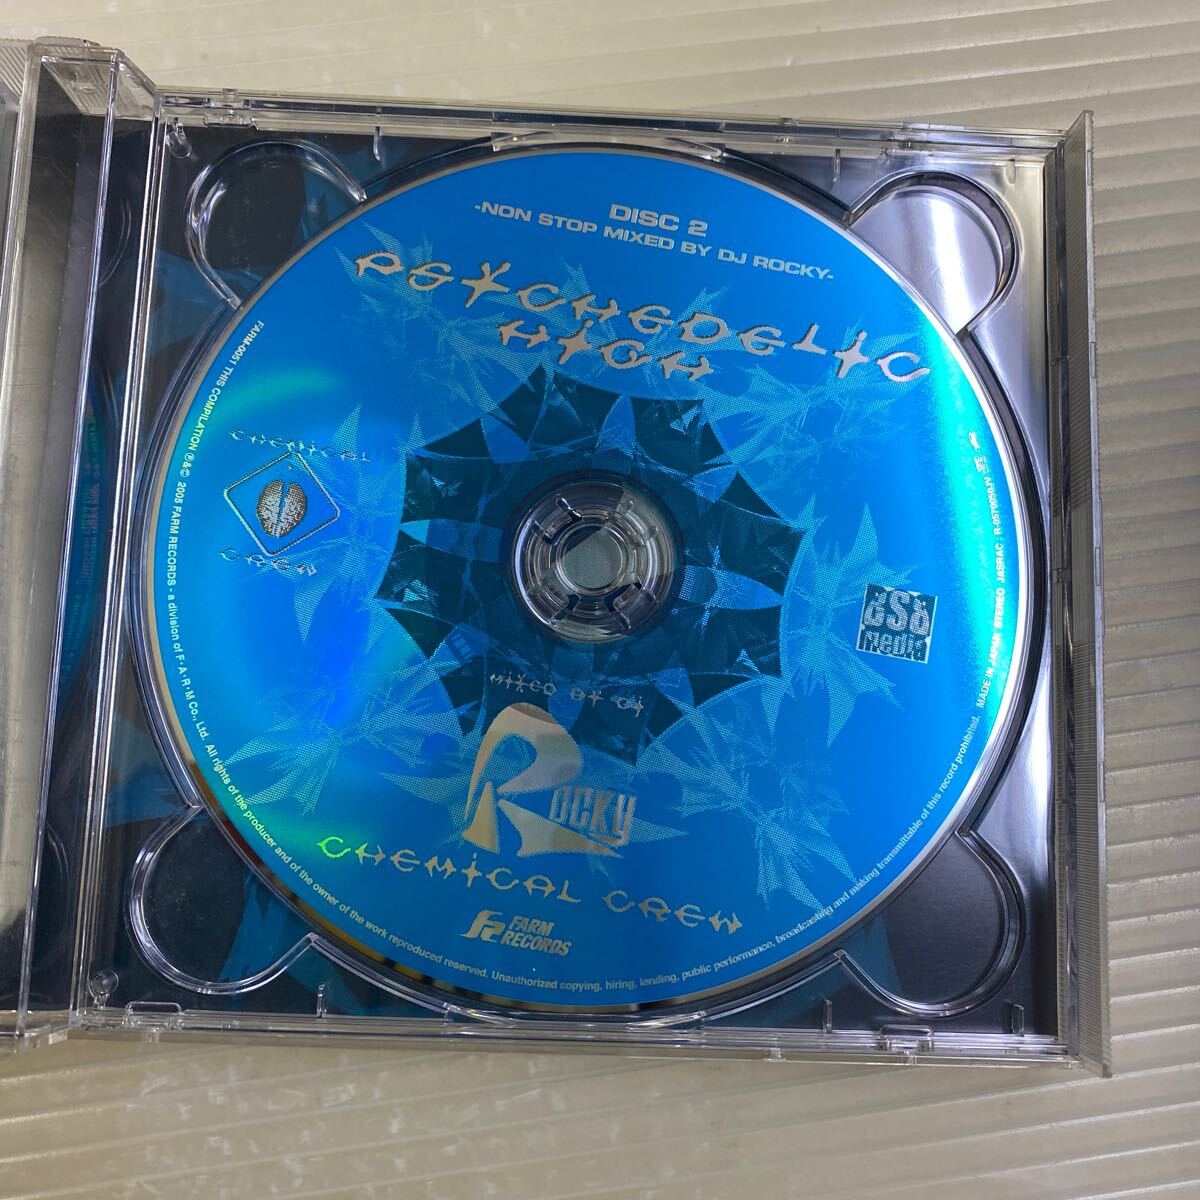 DISC 2
-NON STOP MIXED BY DJ ROCKY-
PSYCHEDELIC
HIGH
CHEMICAL
CREW
dSd
media
MIXED BY DJ
ROCKY
CHEMICAL CREW
FARM
RECORDS
FARM-0051 THIS COMPILATION ℗&© 2005 FARM RECORDS - a division of F・A・R・M Co., Ltd. All rights of the producer and of the owner of the work reproduced reserved. Unauthorized copying, hiring, lending, public performance, broadcasting and making transmittable of this record prohibited. MADE IN JAPAN STEREO JASRAC R-0570050JV